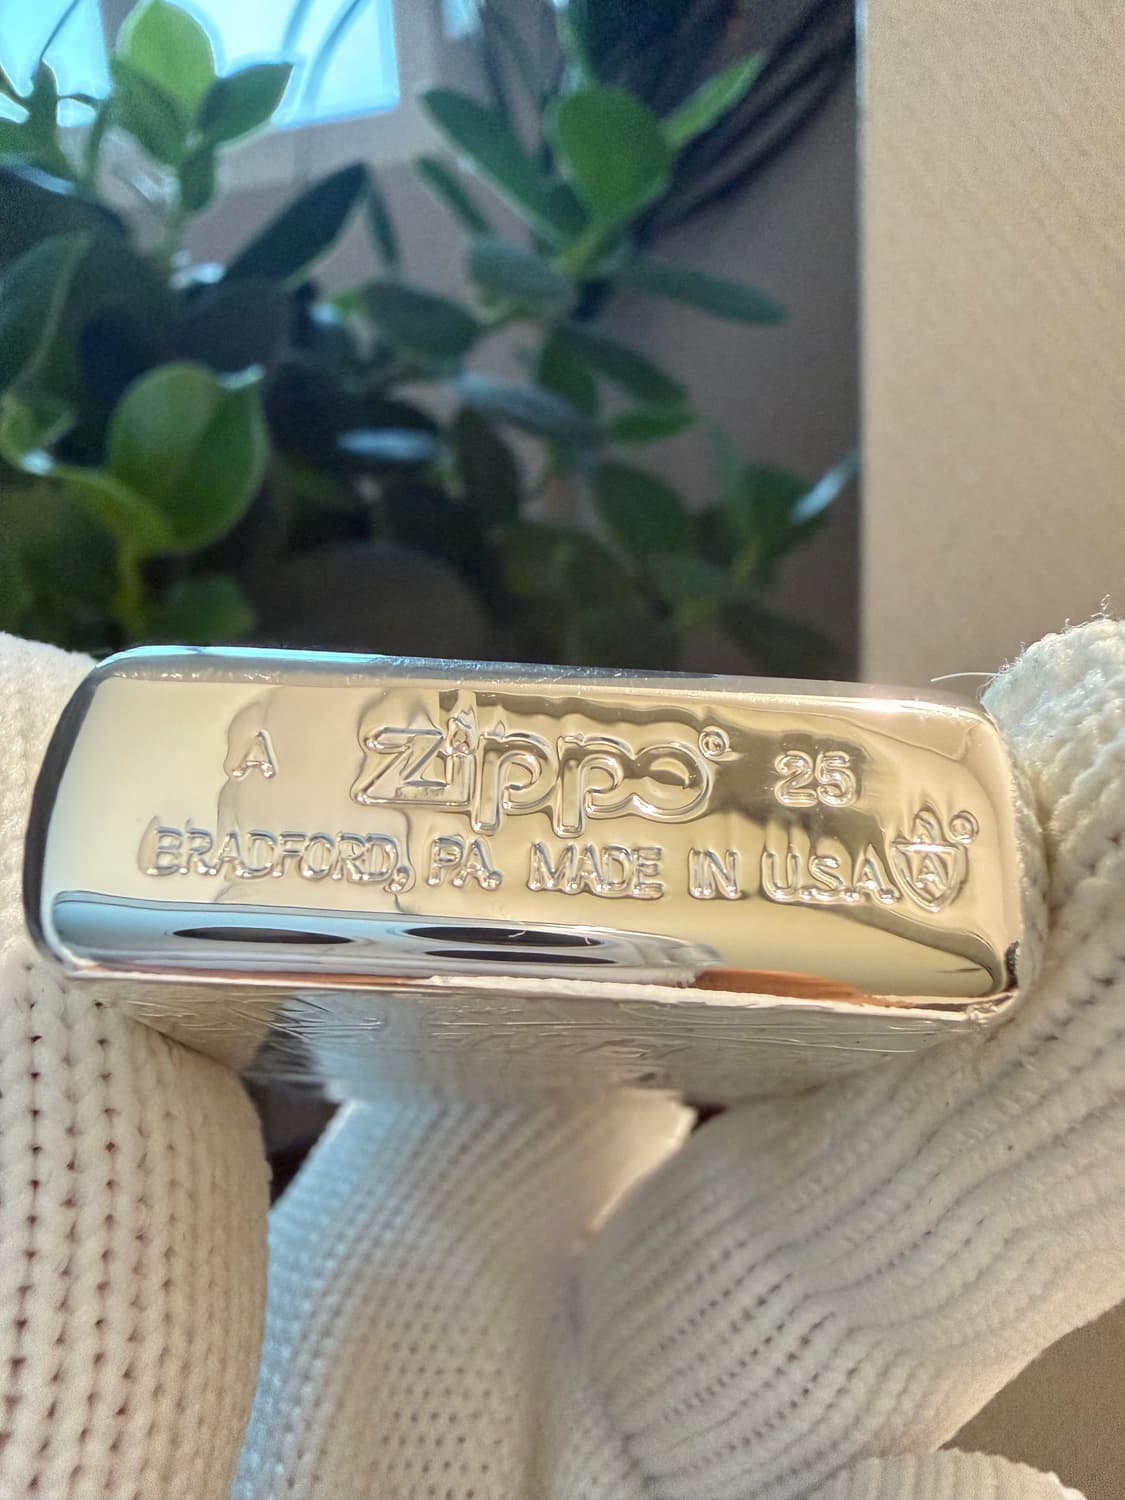 A Zippo® 25
BRADFORD, PA. MADE IN U.S.A.
A